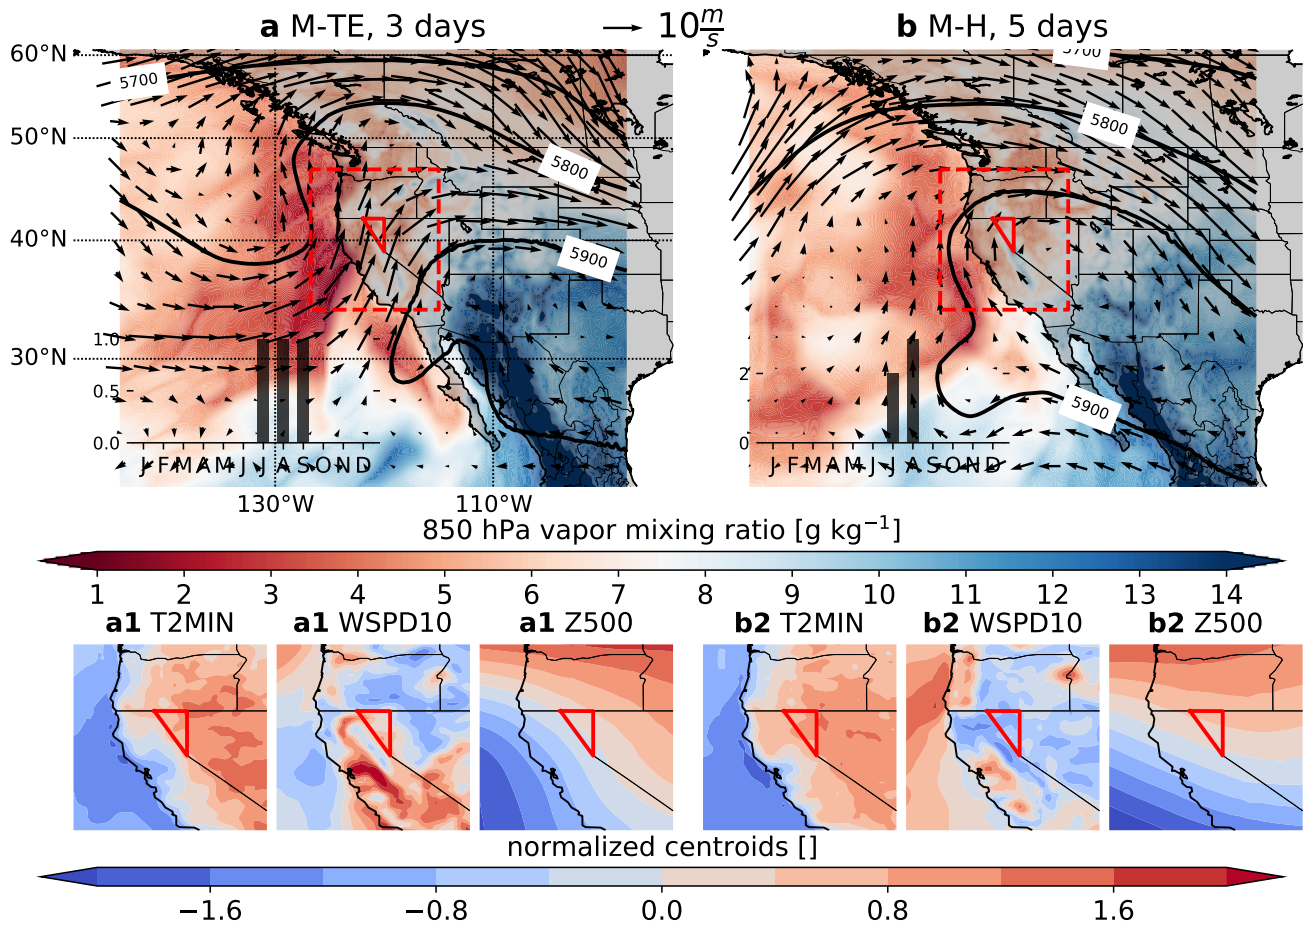 a M-TE, 3 days
10 m/s
b M-H, 5 days
60°N
50°N
40°N
30°N
5700
5800
5900
1.0
0.5
0.0
J F M A M J J A S O N D
130°W
110°W
5700
5800
5900
2
0
J F M A M J J A S O N D
850 hPa vapor mixing ratio [g kg⁻¹]
1 2 3 4 5 6 7 8 9 10 11 12 13 14
a1 T2MIN
a1 WSPD10
a1 Z500
b2 T2MIN
b2 WSPD10
b2 Z500
normalized centroids []
−1.6 −0.8 0.0 0.8 1.6